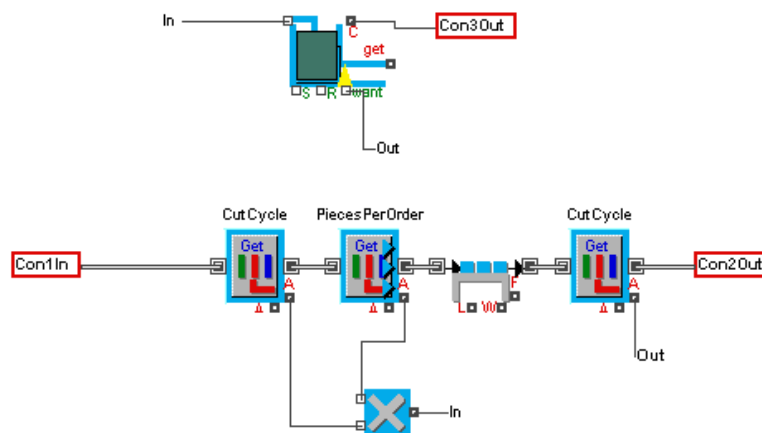 In
C
Con3Out
get
S
R
want
Out
CutCycle
PiecesPerOrder
CutCycle
Con1In
Get
Get
Get
Con2Out
A
A
F
A
Δ
Δ
L
W
Δ
Out
In